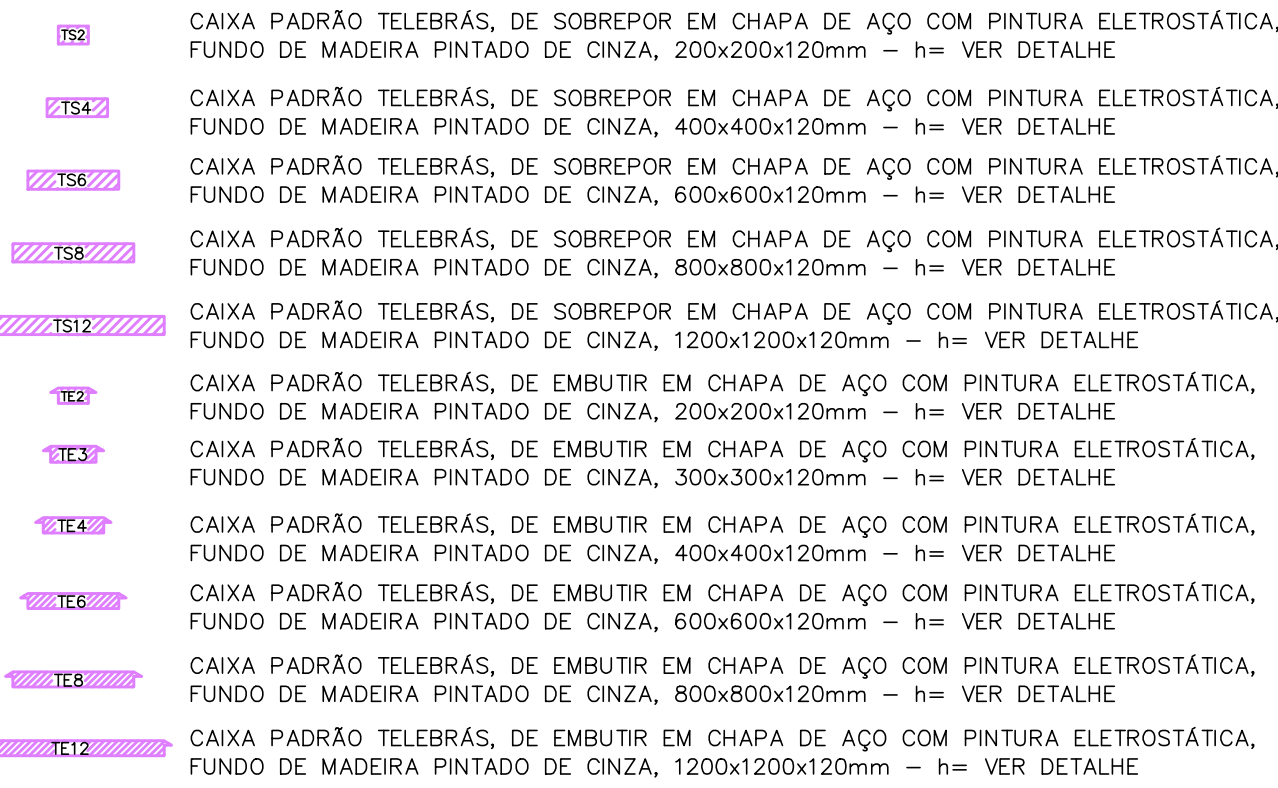 TS2 CAIXA PADRÃO TELEBRÁS, DE SOBREPOR EM CHAPA DE AÇO COM PINTURA ELETROSTÁTICA,
FUNDO DE MADEIRA PINTADO DE CINZA, 200x200x120mm – h= VER DETALHE
TS4 CAIXA PADRÃO TELEBRÁS, DE SOBREPOR EM CHAPA DE AÇO COM PINTURA ELETROSTÁTICA,
FUNDO DE MADEIRA PINTADO DE CINZA, 400x400x120mm – h= VER DETALHE
TS6 CAIXA PADRÃO TELEBRÁS, DE SOBREPOR EM CHAPA DE AÇO COM PINTURA ELETROSTÁTICA,
FUNDO DE MADEIRA PINTADO DE CINZA, 600x600x120mm – h= VER DETALHE
TS8 CAIXA PADRÃO TELEBRÁS, DE SOBREPOR EM CHAPA DE AÇO COM PINTURA ELETROSTÁTICA,
FUNDO DE MADEIRA PINTADO DE CINZA, 800x800x120mm – h= VER DETALHE
TS12 CAIXA PADRÃO TELEBRÁS, DE SOBREPOR EM CHAPA DE AÇO COM PINTURA ELETROSTÁTICA,
FUNDO DE MADEIRA PINTADO DE CINZA, 1200x1200x120mm – h= VER DETALHE
TE2 CAIXA PADRÃO TELEBRÁS, DE EMBUTIR EM CHAPA DE AÇO COM PINTURA ELETROSTÁTICA,
FUNDO DE MADEIRA PINTADO DE CINZA, 200x200x120mm – h= VER DETALHE
TE3 CAIXA PADRÃO TELEBRÁS, DE EMBUTIR EM CHAPA DE AÇO COM PINTURA ELETROSTÁTICA,
FUNDO DE MADEIRA PINTADO DE CINZA, 300x300x120mm – h= VER DETALHE
TE4 CAIXA PADRÃO TELEBRÁS, DE EMBUTIR EM CHAPA DE AÇO COM PINTURA ELETROSTÁTICA,
FUNDO DE MADEIRA PINTADO DE CINZA, 400x400x120mm – h= VER DETALHE
TE6 CAIXA PADRÃO TELEBRÁS, DE EMBUTIR EM CHAPA DE AÇO COM PINTURA ELETROSTÁTICA,
FUNDO DE MADEIRA PINTADO DE CINZA, 600x600x120mm – h= VER DETALHE
TE8 CAIXA PADRÃO TELEBRÁS, DE EMBUTIR EM CHAPA DE AÇO COM PINTURA ELETROSTÁTICA,
FUNDO DE MADEIRA PINTADO DE CINZA, 800x800x120mm – h= VER DETALHE
TE12 CAIXA PADRÃO TELEBRÁS, DE EMBUTIR EM CHAPA DE AÇO COM PINTURA ELETROSTÁTICA,
FUNDO DE MADEIRA PINTADO DE CINZA, 1200x1200x120mm – h= VER DETALHE